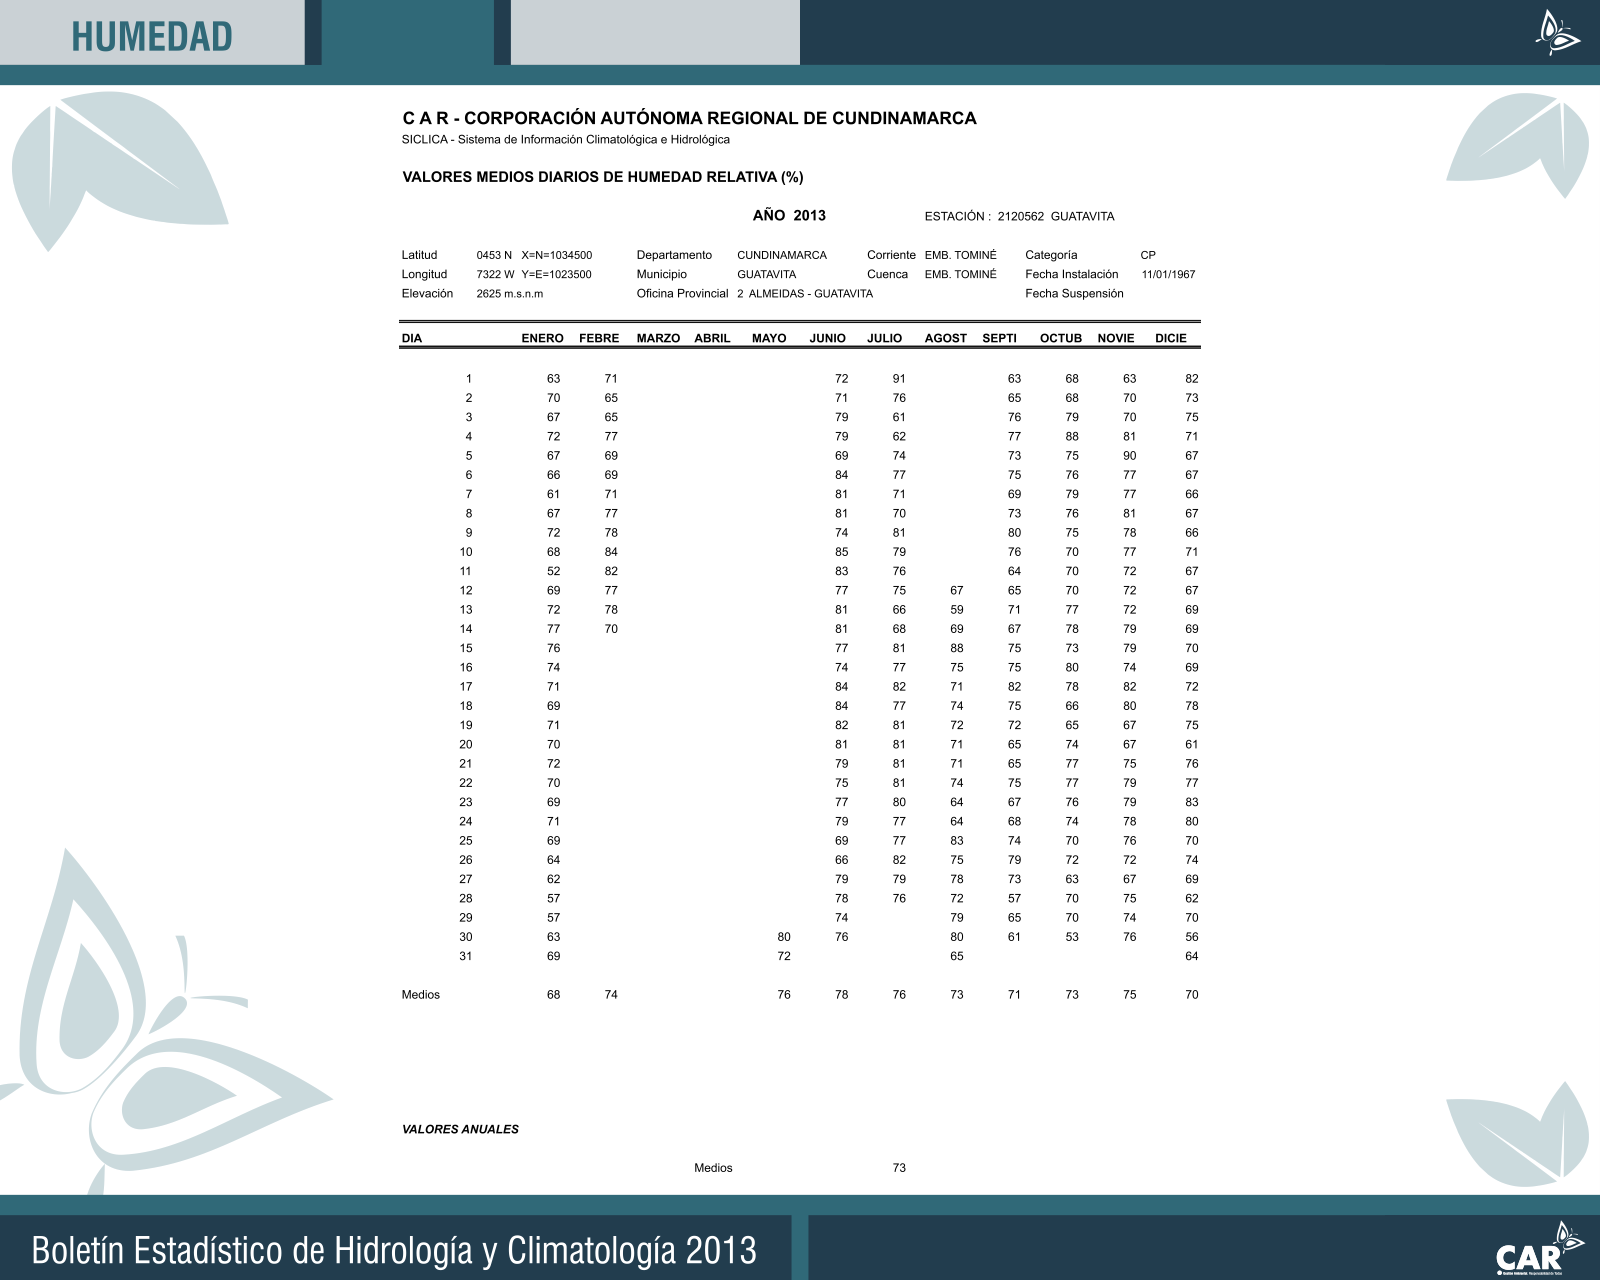 HUMEDAD
C A R - CORPORACIÓN AUTÓNOMA REGIONAL DE CUNDINAMARCA
SICLICA - Sistema de Información Climatológica e Hidrológica
VALORES MEDIOS DIARIOS DE HUMEDAD RELATIVA (%)
AÑO 2013 ESTACIÓN : 2120562 GUATAVITA
Latitud 0453 N X=N=1034500 Departamento CUNDINAMARCA Corriente EMB. TOMINÉ Categoría CP
Longitud 7322 W Y=E=1023500 Municipio GUATAVITA Cuenca EMB. TOMINÉ Fecha Instalación 11/01/1967
Elevación 2625 m.s.n.m Oficina Provincial 2 ALMEIDAS - GUATAVITA Fecha Suspensión
DIA ENERO FEBRE MARZO ABRIL MAYO JUNIO JULIO AGOST SEPTI OCTUB NOVIE DICIE
1 63 71 72 91 63 68 63 82
2 70 65 71 76 65 68 70 73
3 67 65 79 61 76 79 70 75
4 72 77 79 62 77 88 81 71
5 67 69 69 74 73 75 90 67
6 66 69 84 77 75 76 77 67
7 61 71 81 71 69 79 77 66
8 67 77 81 70 73 76 81 67
9 72 78 74 81 80 75 78 66
10 68 84 85 79 76 70 77 71
11 52 82 83 76 64 70 72 67
12 69 77 77 75 67 65 70 72 67
13 72 78 81 66 59 71 77 72 69
14 77 70 81 68 69 67 78 79 69
15 76 77 81 88 75 73 79 70
16 74 74 77 75 75 80 74 69
17 71 84 82 71 82 78 82 72
18 69 84 77 74 75 66 80 78
19 71 82 81 72 72 65 67 75
20 70 81 81 71 65 74 67 61
21 72 79 81 71 65 77 75 76
22 70 75 81 74 75 77 79 77
23 69 77 80 64 67 76 79 83
24 71 79 77 64 68 74 78 80
25 69 69 77 83 74 70 76 70
26 64 66 82 75 79 72 72 74
27 62 79 79 78 73 63 67 69
28 57 78 76 72 57 70 75 62
29 57 74 79 65 70 74 70
30 63 80 76 80 61 53 76 56
31 69 72 65 64
Medios 68 74 76 78 76 73 71 73 75 70
VALORES ANUALES
Medios 73
Boletín Estadístico de Hidrología y Climatología 2013
CAR